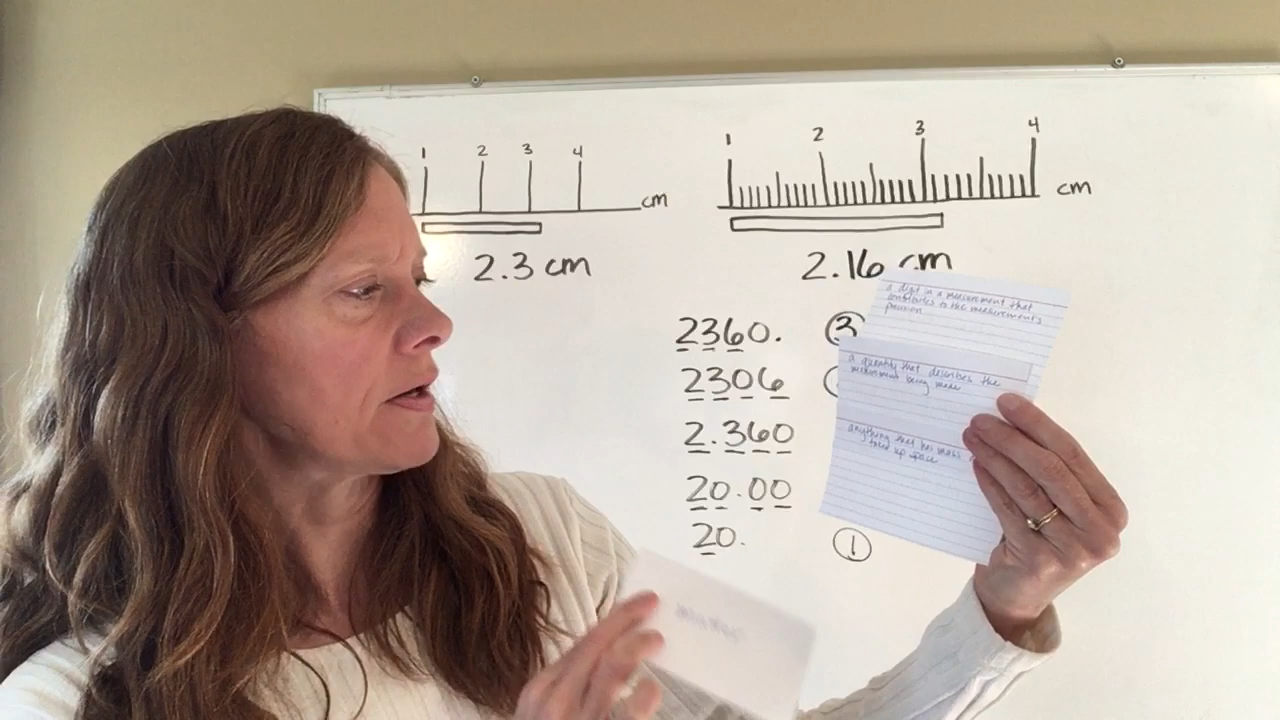 1 2 3 4
cm
2.3 cm
1 2 3 4
cm
2.16 cm
2360. 3
2306
2.360
20.00
20. 1
a digit in a measurement that
contributes to the measurement's
precision
a quantity that describes the
measurement being made
anything that has mass
takes up space